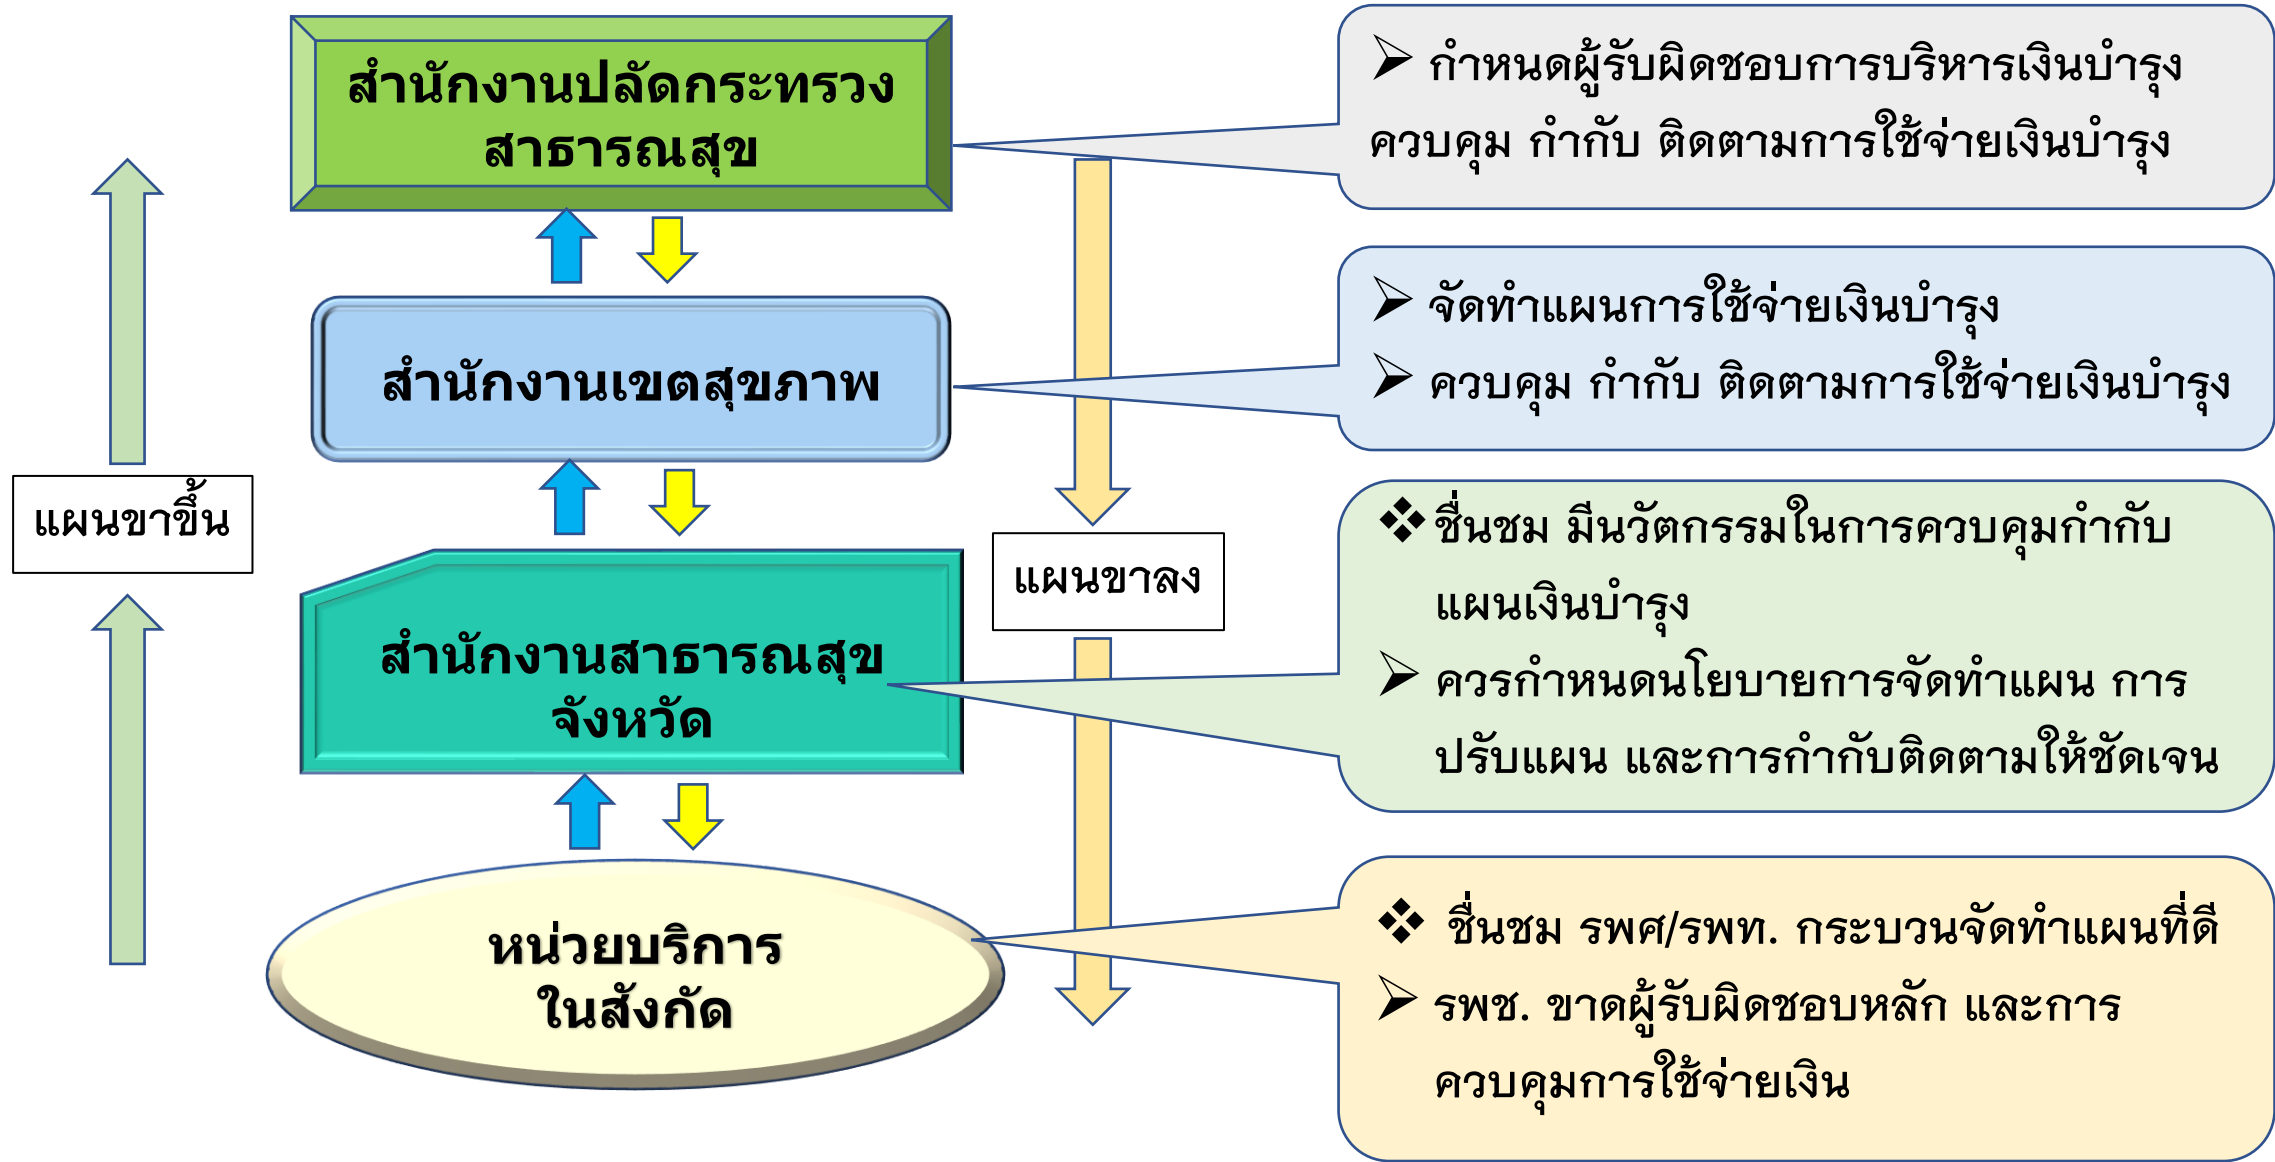 สำนักงานปลัดกระทรวง
สาธารณสุข
➢ กำหนดผู้รับผิดชอบการบริหารเงินบำรุง
ควบคุม กำกับ ติดตามการใช้จ่ายเงินบำรุง
สำนักงานเขตสุขภาพ
➢ จัดทำแผนการใช้จ่ายเงินบำรุง
➢ ควบคุม กำกับ ติดตามการใช้จ่ายเงินบำรุง
แผนขาขึ้น
แผนขาลง
สำนักงานสาธารณสุข
จังหวัด
❖ ชื่นชม มีนวัตกรรมในการควบคุมกำกับ
แผนเงินบำรุง
➢ ควรกำหนดนโยบายการจัดทำแผน การ
ปรับแผน และการกำกับติดตามให้ชัดเจน
หน่วยบริการ
ในสังกัด
❖ ชื่นชม รพศ/รพท. กระบวนจัดทำแผนที่ดี
➢ รพช. ขาดผู้รับผิดชอบหลัก และการ
ควบคุมการใช้จ่ายเงิน